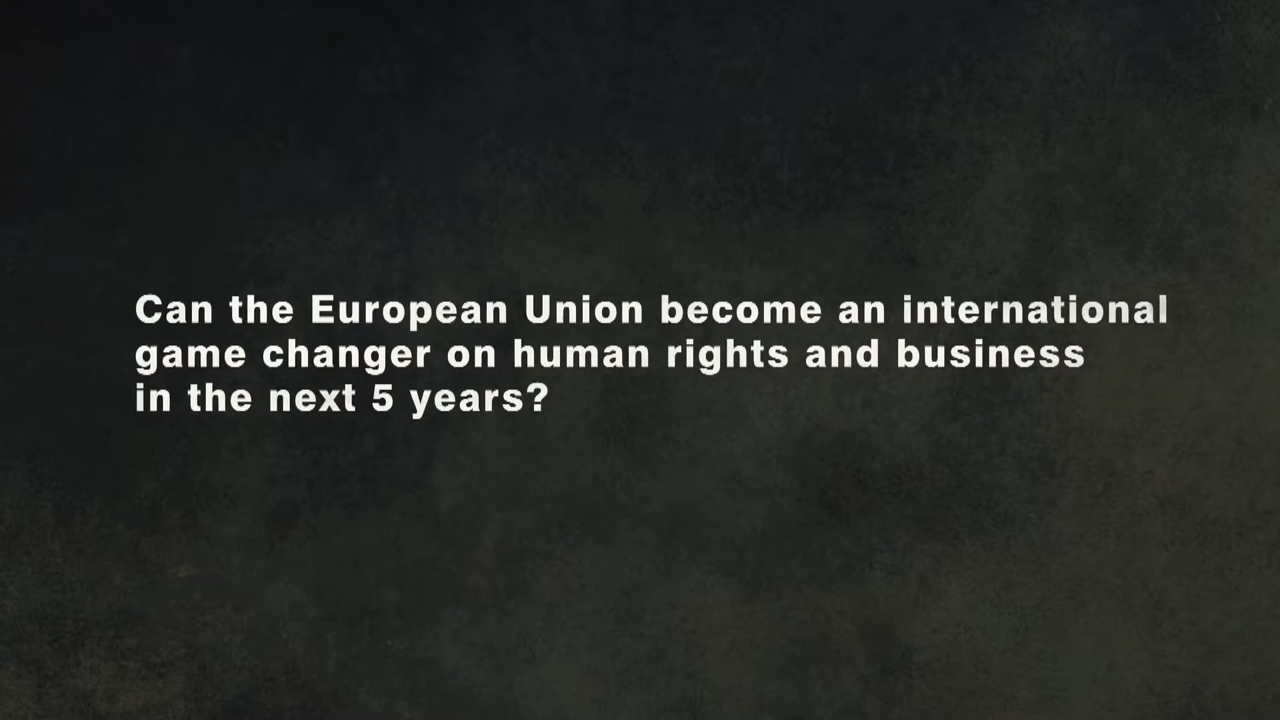 Can the European Union become an international
game changer on human rights and business
in the next 5 years?